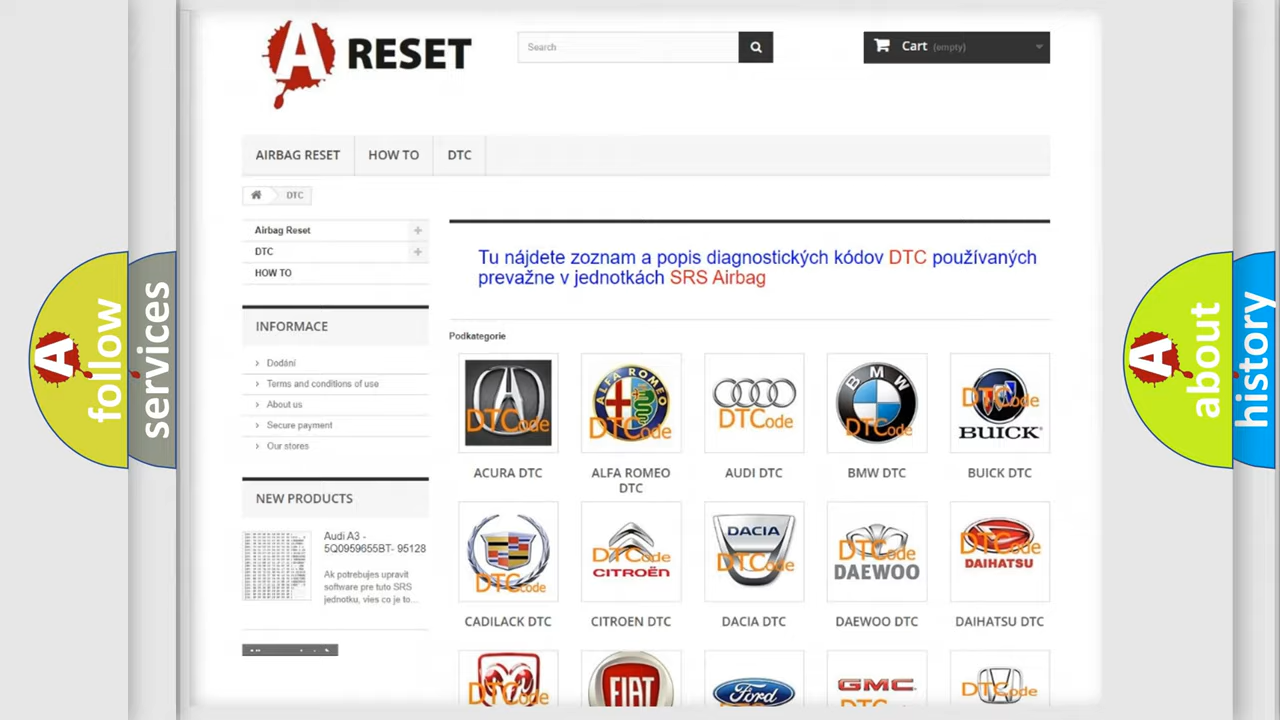 A RESET
Search
Cart (empty)
AIRBAG RESET
HOW TO
DTC
DTC
Airbag Reset
DTC
HOW TO
INFORMACE
Dodání
Terms and conditions of use
About us
Secure payment
Our stores
NEW PRODUCTS
Audi A3 -
5Q0959655BT- 95128
Ak potrebujes upravit
software pre tuto SRS
jednotku, vies co je to...
Tu nájdete zoznam a popis diagnostických kódov DTC používaných
prevažne v jednotkách SRS Airbag
Podkategorie
DTCode
ALFA ROMEO
DTCode
DTCode
BMW
DTCode
DTCode
BUICK
ACURA DTC
ALFA ROMEO
DTC
AUDI DTC
BMW DTC
BUICK DTC
DTCode
DTCode
CITROËN
DACIA
DTCode
DTCode
DAEWOO
DTCode
DAIHATSU
CADILACK DTC
CITROEN DTC
DACIA DTC
DAEWOO DTC
DAIHATSU DTC
DTCode
FIAT
Ford
GMC
DTCode
A follow
services
A about
history